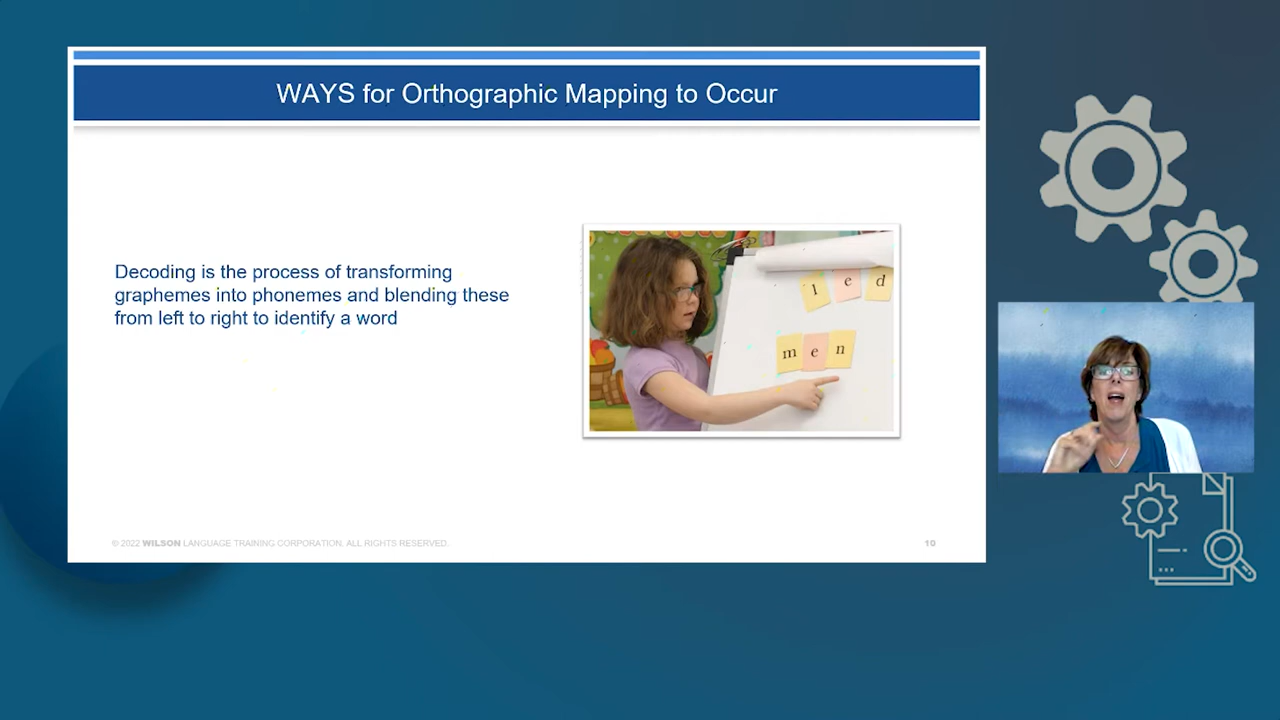 WAYS for Orthographic Mapping to Occur
Decoding is the process of transforming
graphemes into phonemes and blending these
from left to right to identify a word
l e d
m e n
© 2022 WILSON LANGUAGE TRAINING CORPORATION. ALL RIGHTS RESERVED.
10